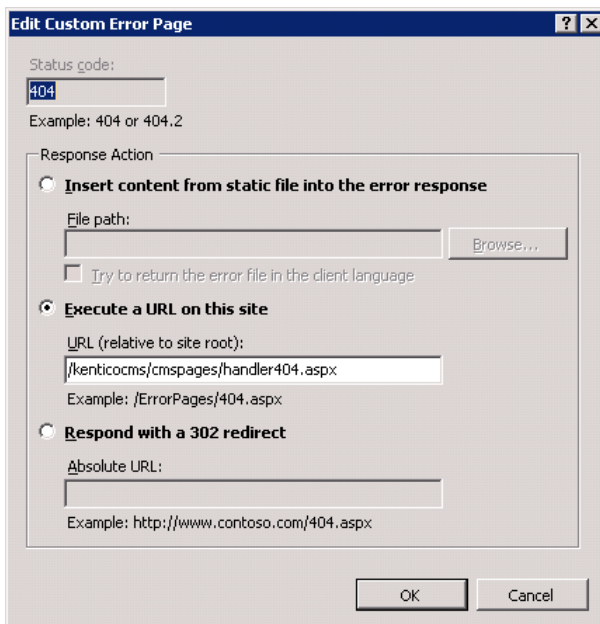 Edit Custom Error Page
Status code:
404
Example: 404 or 404.2
Response Action
Insert content from static file into the error response
File path:
Browse...
Try to return the error file in the client language
Execute a URL on this site
URL (relative to site root):
/kenticocms/cmspages/handler404.aspx
Example: /ErrorPages/404.aspx
Respond with a 302 redirect
Absolute URL:
Example: http://www.contoso.com/404.aspx
OK Cancel